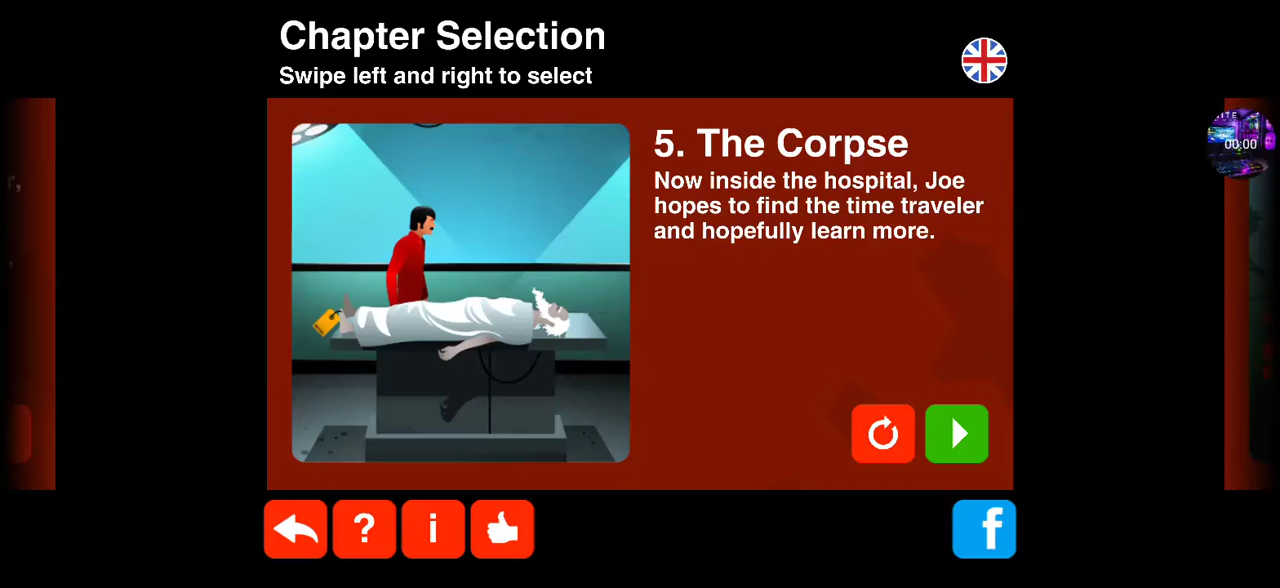 Chapter Selection
Swipe left and right to select
5. The Corpse
Now inside the hospital, Joe
hopes to find the time traveler
and hopefully learn more.
00:00
?
i
f